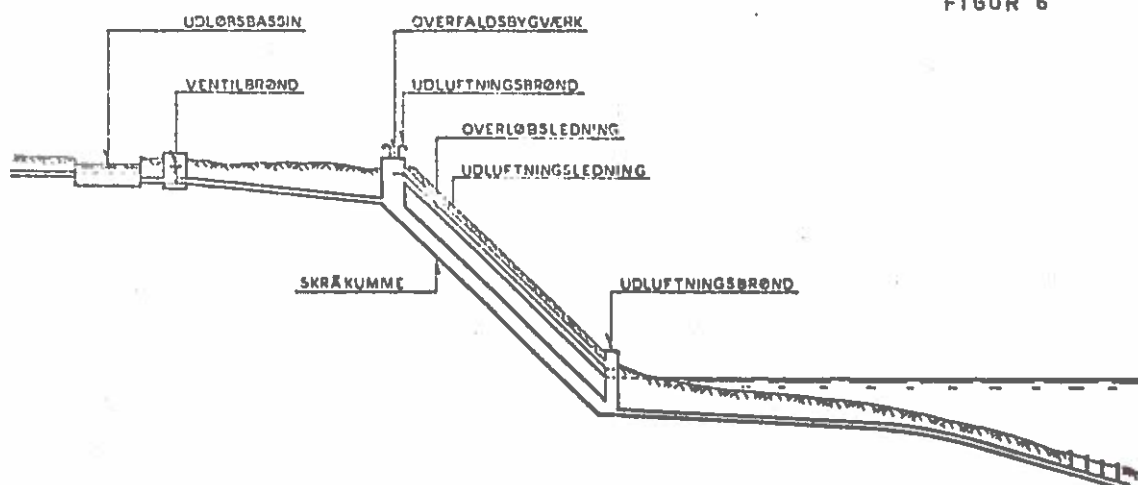 FIGUR 6
UDLØBSBASSIN
OVERFALDSBYGVÆRK
VENTILBRØND
UDLUFTNINGSBRØND
OVERLØBSLEDNING
UDLUFTNINGSLEDNING
SKRÅKUMME
UDLUFTNINGSBRØND